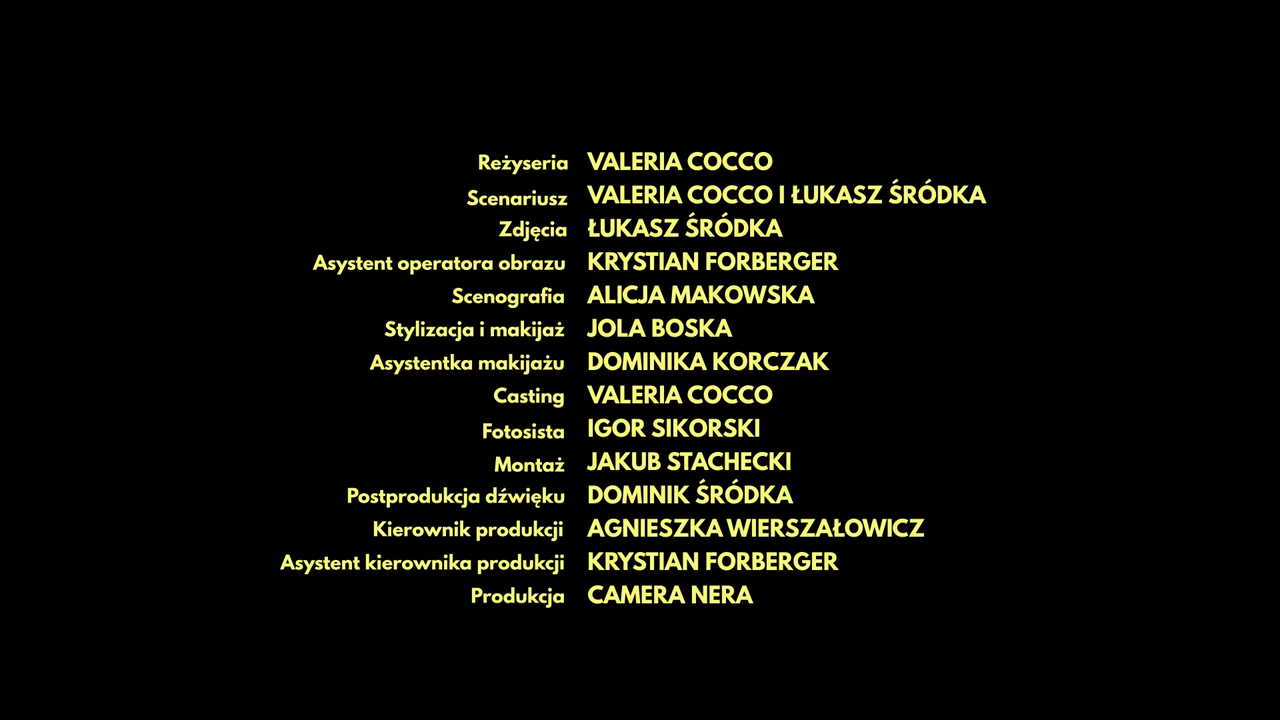 Reżyseria VALERIA COCCO
Scenariusz VALERIA COCCO I ŁUKASZ ŚRÓDKA
Zdjęcia ŁUKASZ ŚRÓDKA
Asystent operatora obrazu KRYSTIAN FORBERGER
Scenografia ALICJA MAKOWSKA
Stylizacja i makijaż JOLA BOSKA
Asystentka makijażu DOMINIKA KORCZAK
Casting VALERIA COCCO
Fotosista IGOR SIKORSKI
Montaż JAKUB STACHECKI
Postprodukcja dźwięku DOMINIK ŚRÓDKA
Kierownik produkcji AGNIESZKA WIERSZAŁOWICZ
Asystent kierownika produkcji KRYSTIAN FORBERGER
Produkcja CAMERA NERA